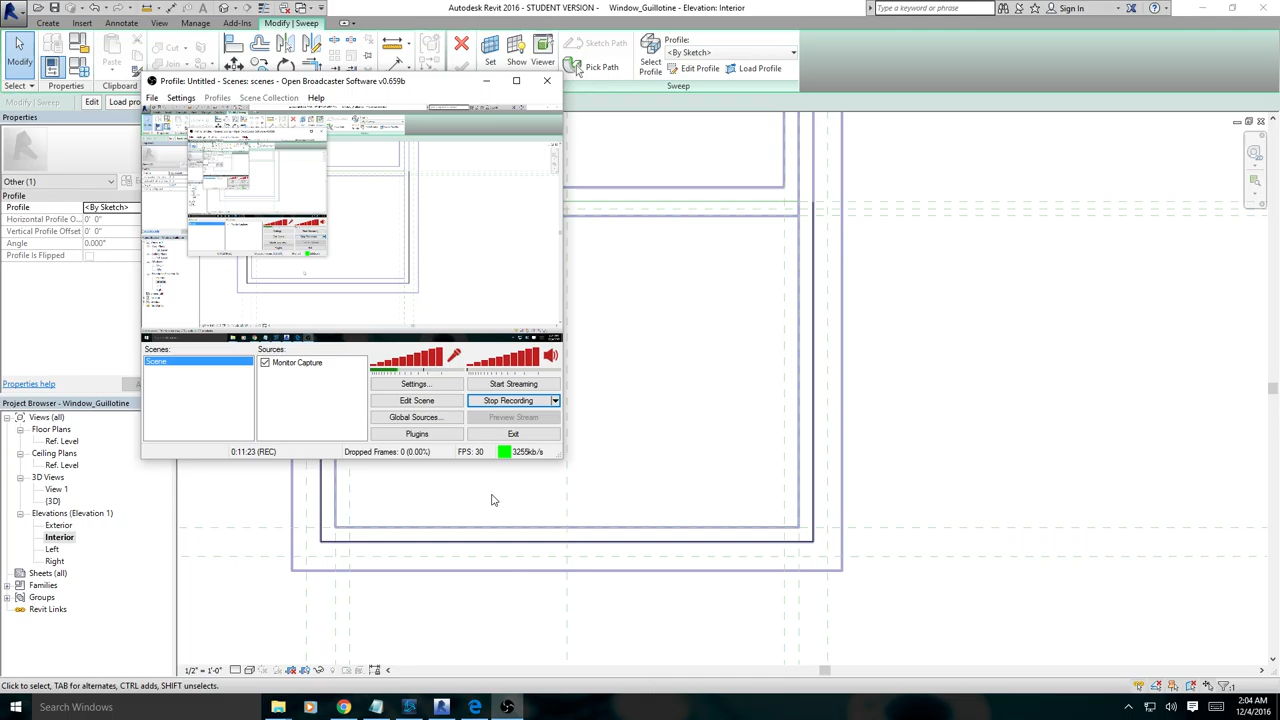 Autodesk Revit 2016 - STUDENT VERSION - Window_Guillotine - Elevation: Interior
Type a keyword or phrase
Sign In
Create Insert Annotate View Manage Add-Ins Modify | Sweep
Modify
Paste
Cut
Join
Set Show Viewer
Sketch Path
Pick Path
Select Profile
Profile:
<By Sketch>
Edit Profile
Load Profile
Select
Properties
Clipboard
Sweep
Modify | Sweep
Edit
Load pro
Profile: Untitled - Scenes: scenes - Open Broadcaster Software v0.659b
File Settings Profiles Scene Collection Help
Properties
Other (1)
Profile
Profile <By Sketch>
Horizontal Profile O... 0' 0"
Vertical Profile Offset 0' 0"
Angle 0.000°
Profile Is Flipped
Properties help
A
Scenes:
Scene
Sources:
Monitor Capture
Settings...
Start Streaming
Edit Scene
Stop Recording
Global Sources...
Preview Stream
Plugins
Exit
0:11:23 (REC)
Dropped Frames: 0 (0.00%)
FPS: 30
3255kb/s
Project Browser - Window_Guillotine
Views (all)
Floor Plans
Ref. Level
Ceiling Plans
Ref. Level
3D Views
View 1
{3D}
Elevations (Elevation 1)
Exterior
Interior
Left
Right
Sheets (all)
Families
Groups
Revit Links
1/2" = 1'-0"
Click to select, TAB for alternates, CTRL adds, SHIFT unselects.
:1
Search Windows
2:04 AM
12/4/2016